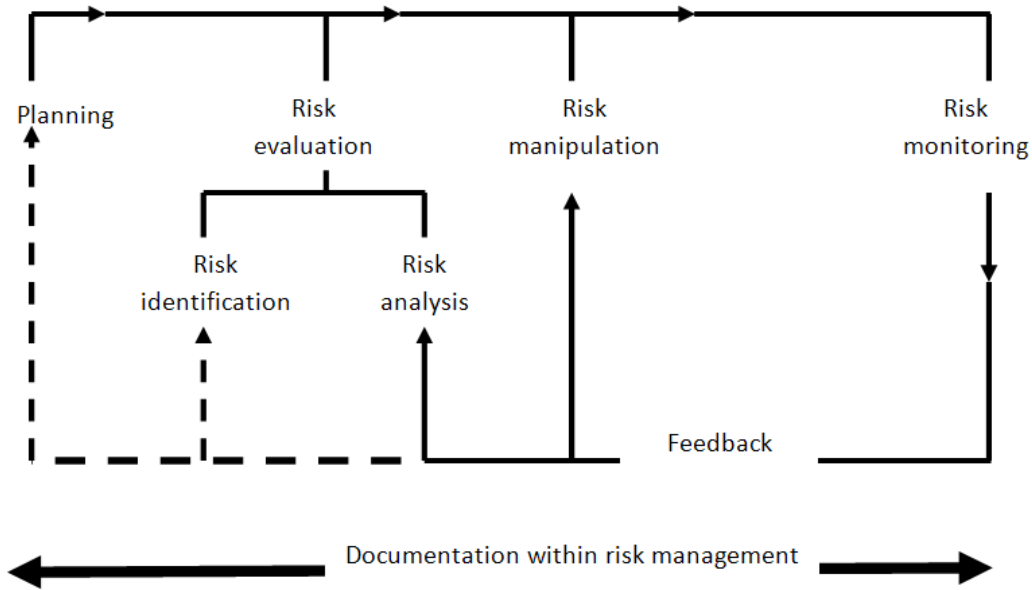 Planning
Risk
evaluation
Risk
manipulation
Risk
monitoring
Risk
identification
Risk
analysis
Feedback
Documentation within risk management